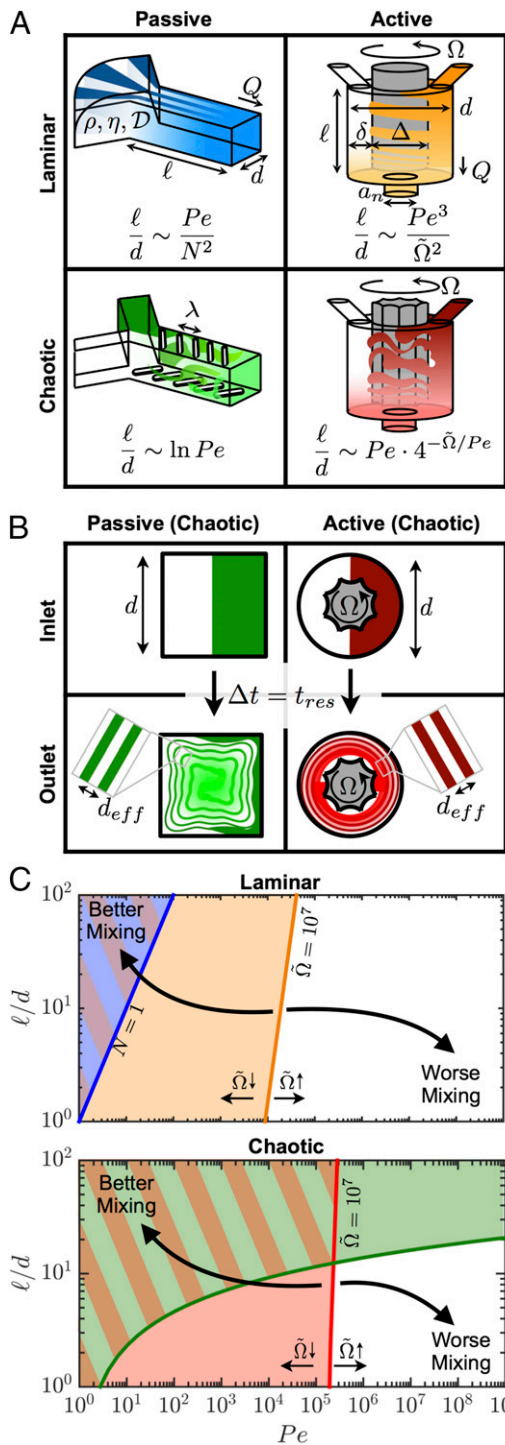 A
Passive Active
Laminar
ρ, η, 𝒟
Q
ℓ
d
ℓ/d ~ Pe/N²
Ω
ℓ
d
δ
Δ
Q
aₙ
ℓ/d ~ Pe³/Ω̃²
Chaotic
λ
ℓ/d ~ ln Pe
Ω
ℓ/d ~ Pe · 4^(-Ω̃/Pe)
B
Passive (Chaotic) Active (Chaotic)
Inlet
d
Ω
d
Δt = t_res
Outlet
d_eff
Ω
d_eff
C
Laminar
ℓ/d
10²
10¹
10⁰
Better
Mixing
N = 1
Ω̃ = 10⁷
Ω̃↓ Ω̃↑
Worse
Mixing
Chaotic
ℓ/d
10²
10¹
10⁰
Better
Mixing
Ω̃ = 10⁷
Ω̃↓ Ω̃↑
Worse
Mixing
10⁰ 10¹ 10² 10³ 10⁴ 10⁵ 10⁶ 10⁷ 10⁸ 10⁹
Pe